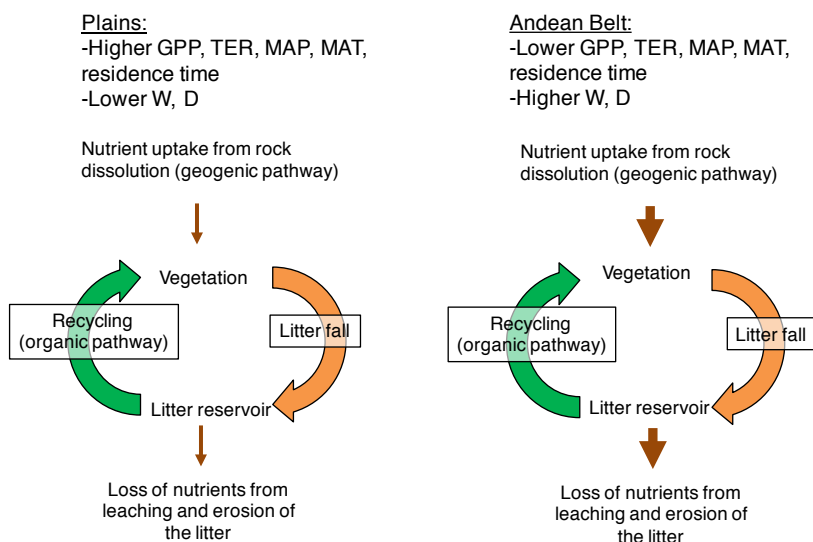 Plains:
-Higher GPP, TER, MAP, MAT,
residence time
-Lower W, D
Nutrient uptake from rock
dissolution (geogenic pathway)
Vegetation
Recycling
(organic pathway)
Litter fall
Litter reservoir
Loss of nutrients from
leaching and erosion of
the litter
Andean Belt:
-Lower GPP, TER, MAP, MAT,
residence time
-Higher W, D
Nutrient uptake from rock
dissolution (geogenic pathway)
Vegetation
Recycling
(organic pathway)
Litter fall
Litter reservoir
Loss of nutrients from
leaching and erosion of
the litter